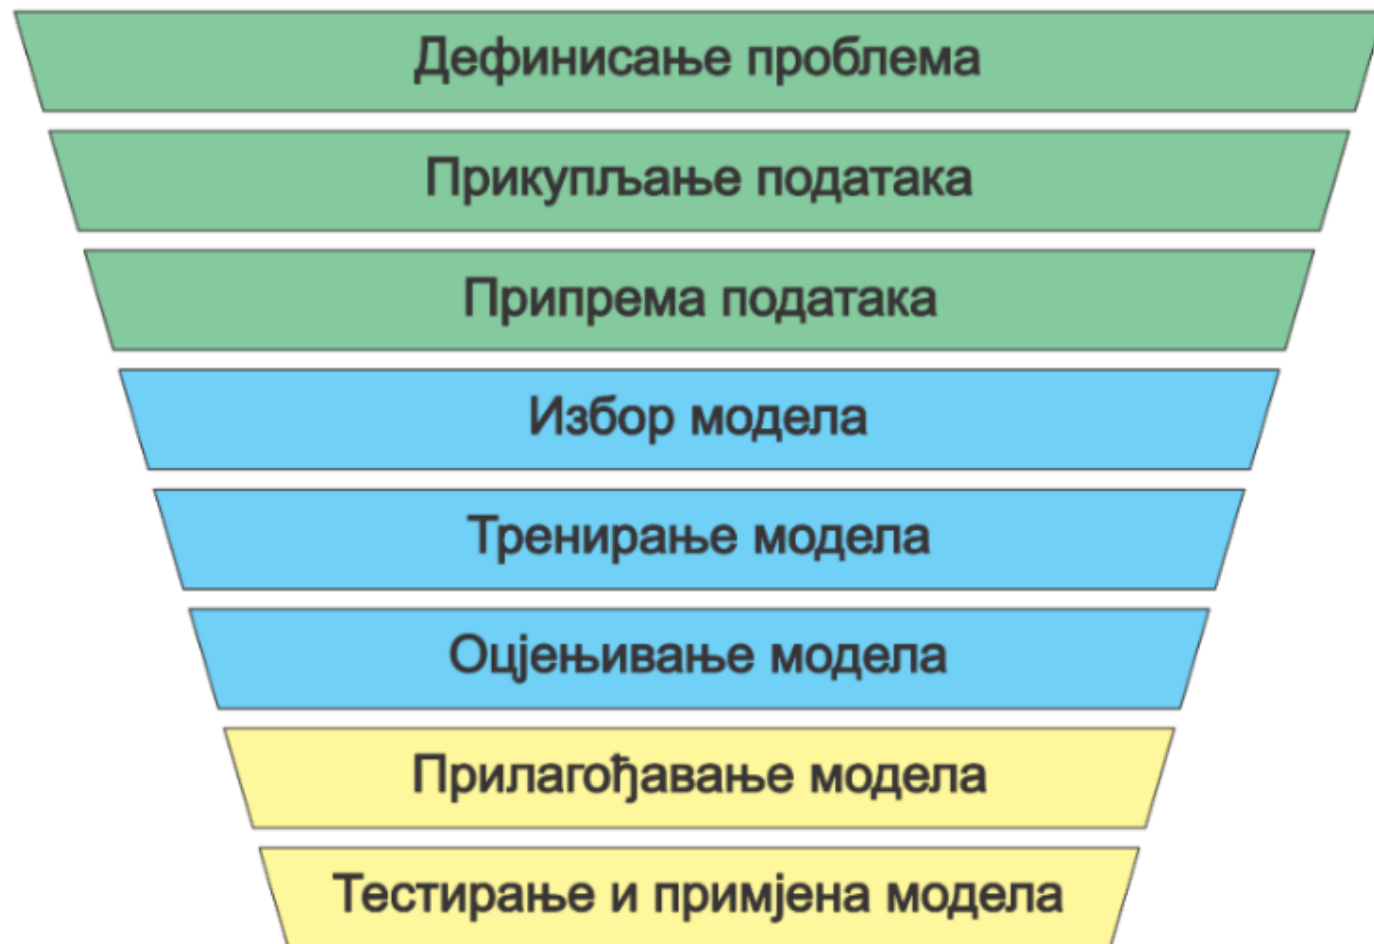 Дефинисање проблема
Прикупљање података
Припрема података
Избор модела
Тренирање модела
Оцјењивање модела
Прилагођавање модела
Тестирање и примјена модела